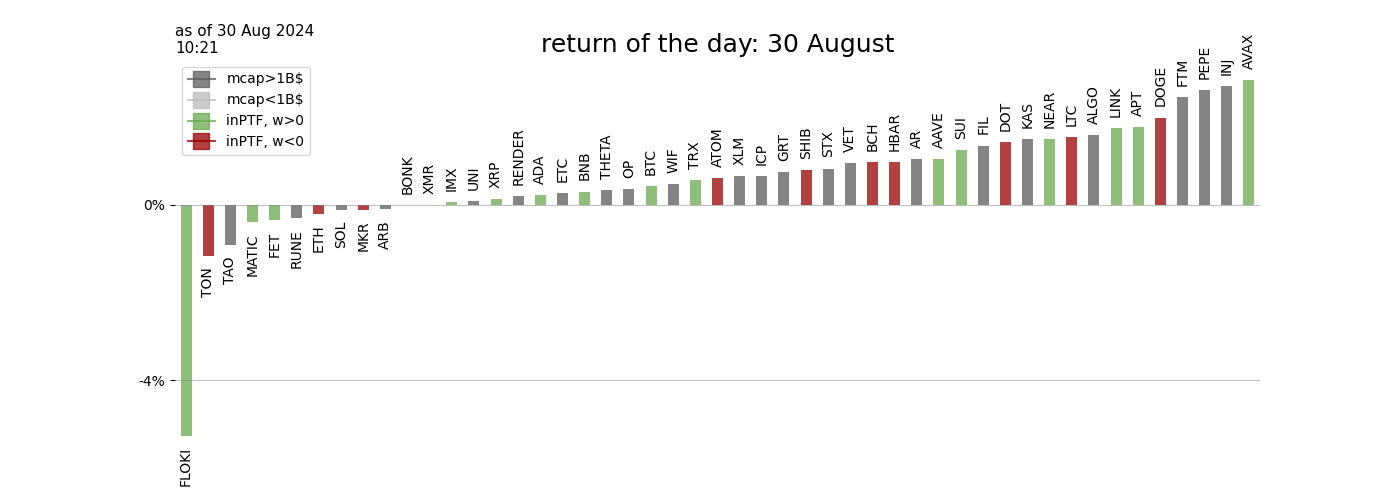 as of 30 Aug 2024
10:21
return of the day: 30 August
mcap>1B$
mcap<1B$
inPTF, w>0
inPTF, w<0
0%
-4%
FLOKI
TON
TAO
MATIC
FET
RUNE
ETH
SOL
MKR
ARB
BONK
XMR
IMX
UNI
XRP
RENDER
ADA
ETC
BNB
THETA
OP
BTC
WIF
TRX
ATOM
XLM
ICP
GRT
SHIB
STX
VET
BCH
HBAR
AR
AAVE
SUI
FIL
DOT
KAS
NEAR
LTC
ALGO
LINK
APT
DOGE
FTM
PEPE
INJ
AVAX